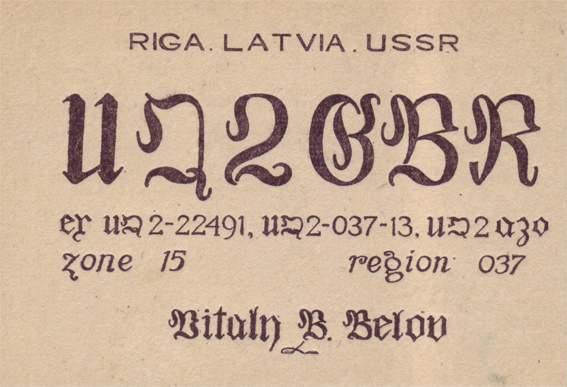 RIGA. LATVIA. USSR
UQ2GBR
ex UQ2-22491, UQ2-037-13, UQ2azo
zone 15 region 037
Vitaly B. Belov